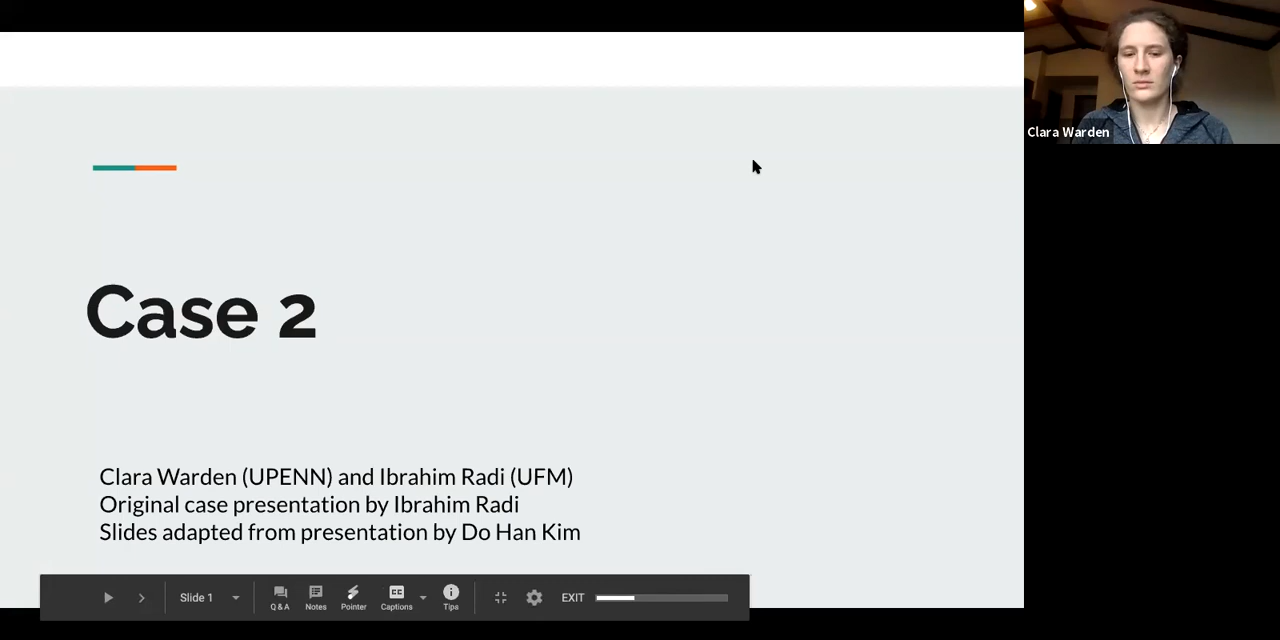 Clara Warden
Case 2
Clara Warden (UPENN) and Ibrahim Radi (UFM)
Original case presentation by Ibrahim Radi
Slides adapted from presentation by Do Han Kim
Slide 1
Q & A
Notes
Pointer
CC
Captions
Tips
EXIT